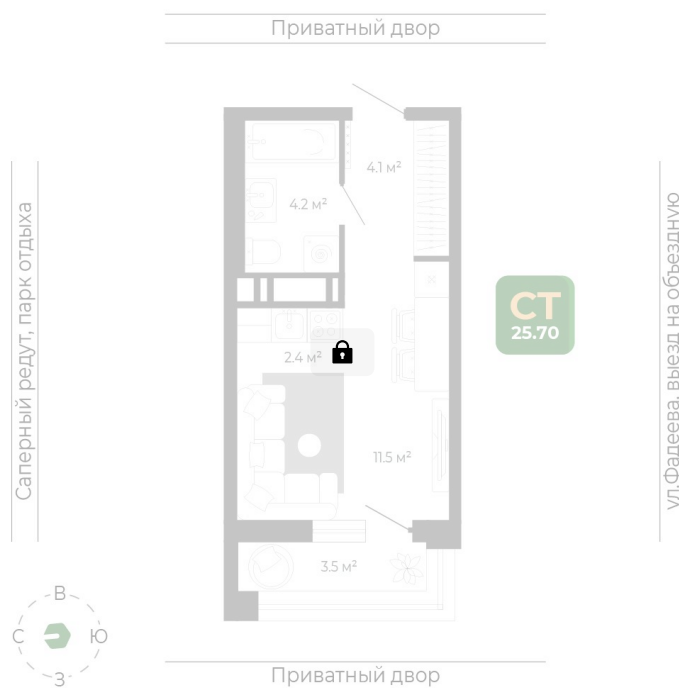 Приватный двор
4.1 м²
4.2 м²
Саперный редут, парк отдыха
ул.Фадеева, выезд на объездную
СТ
25.70
2.4 м²
11.5 м²
3.5 м²
В
С
Ю
З
Приватный двор